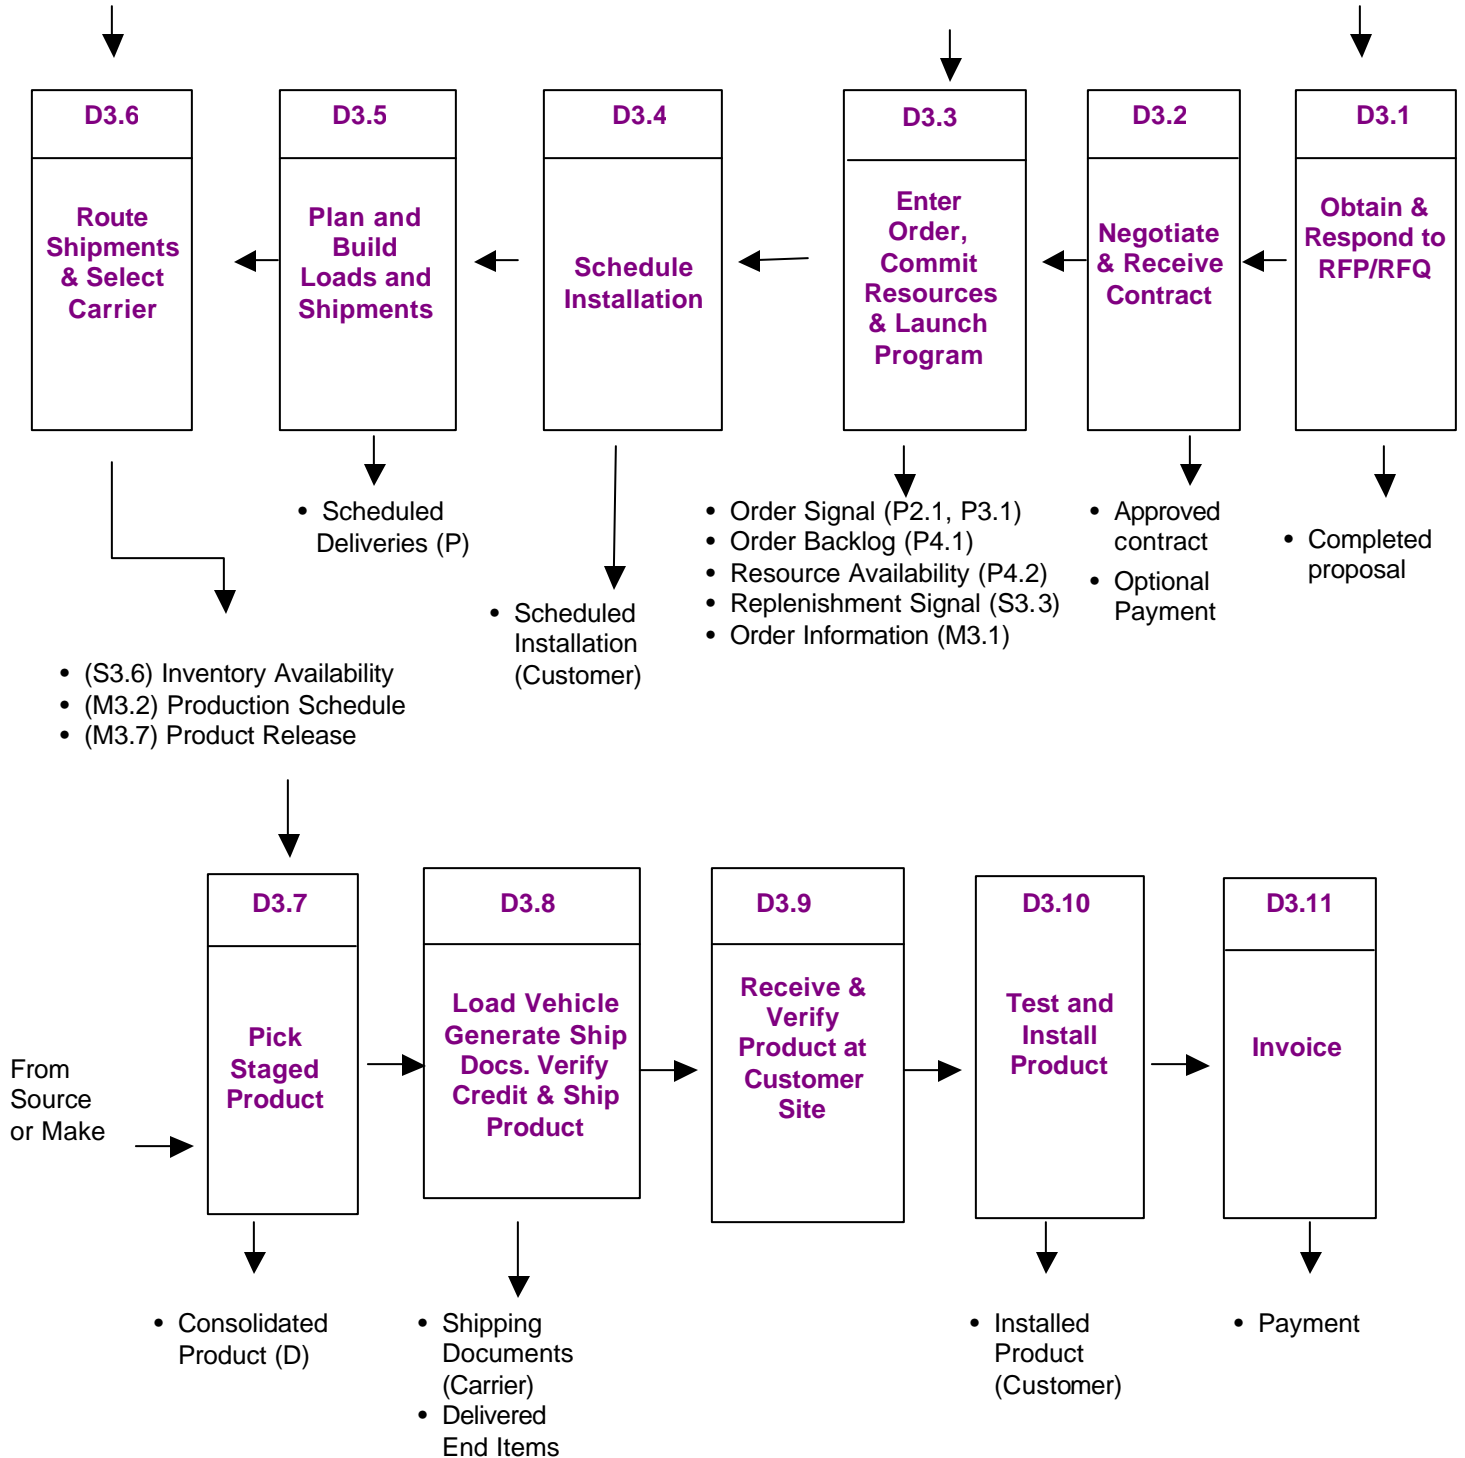 D3.6
D3.5
D3.4
D3.3
D3.2
D3.1
Route
Shipments
& Select
Carrier
Plan and
Build
Loads and
Shipments
Schedule
Installation
Enter
Order,
Commit
Resources
& Launch
Program
Negotiate
& Receive
Contract
Obtain &
Respond to
RFP/RFQ
• Scheduled
Deliveries (P)
• Scheduled
Installation
(Customer)
• Order Signal (P2.1, P3.1)
• Order Backlog (P4.1)
• Resource Availability (P4.2)
• Replenishment Signal (S3.3)
• Order Information (M3.1)
• Approved
contract
• Optional
Payment
• Completed
proposal
• (S3.6) Inventory Availability
• (M3.2) Production Schedule
• (M3.7) Product Release
From
Source
or Make
D3.7
D3.8
D3.9
D3.10
D3.11
Pick
Staged
Product
Load Vehicle
Generate Ship
Docs. Verify
Credit & Ship
Product
Receive &
Verify
Product at
Customer
Site
Test and
Install
Product
Invoice
• Consolidated
Product (D)
• Shipping
Documents
(Carrier)
• Delivered
End Items
• Installed
Product
(Customer)
• Payment